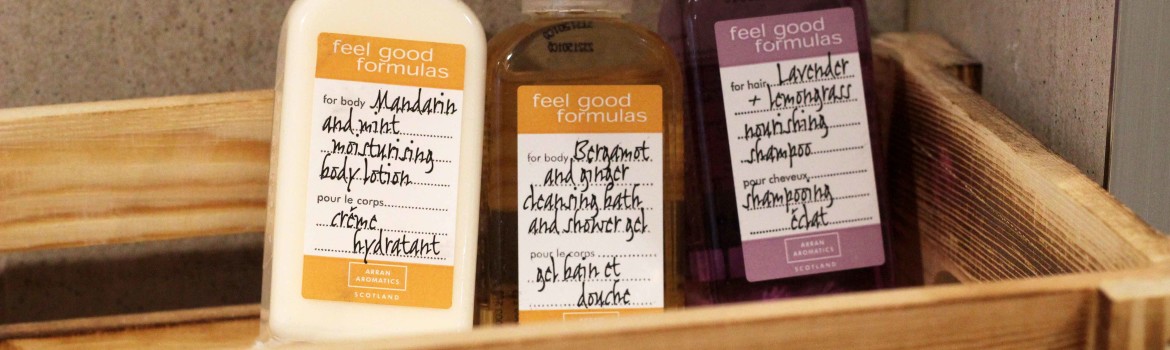 feel good
formulas
for body Mandarin
and mint
moisturising
body lotion
pour le corps
crème
hydratant
ARRAN
AROMATICS
SCOTLAND
feel good
formulas
for body Bergamot
and ginger
cleansing bath
and shower gel
pour le corps
gel bain et
douche
feel good
formulas
for hair Lavender
+ lemongrass
nourishing
shampoo
pour cheveux
shampooing
éclat
ARRAN
AROMATICS
SCOTLAND